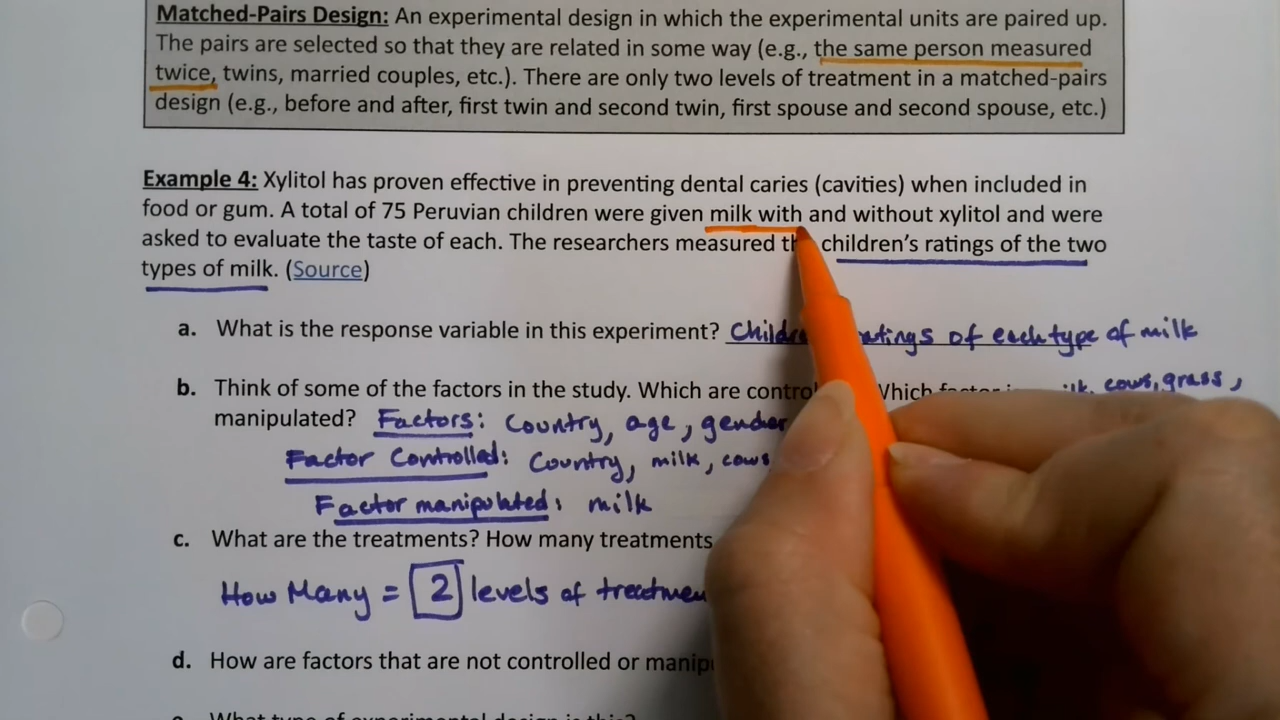 Matched-Pairs Design: An experimental design in which the experimental units are paired up.
The pairs are selected so that they are related in some way (e.g., the same person measured
twice, twins, married couples, etc.). There are only two levels of treatment in a matched-pairs
design (e.g., before and after, first twin and second twin, first spouse and second spouse, etc.)
Example 4: Xylitol has proven effective in preventing dental caries (cavities) when included in
food or gum. A total of 75 Peruvian children were given milk with and without xylitol and were
asked to evaluate the taste of each. The researchers measured children's ratings of the two
types of milk. (Source)
a. What is the response variable in this experiment? ratings of each type of milk
b. Think of some of the factors in the study. Which are cows, grass,
manipulated? Factors: Country, age, gender
Factor Controlled: Country, milk, cows
Factor manipulated: milk
c. What are the treatments? How many treatments
How Many = 2 levels of
d. How are factors that are not controlled or
What type of experimental design is this?